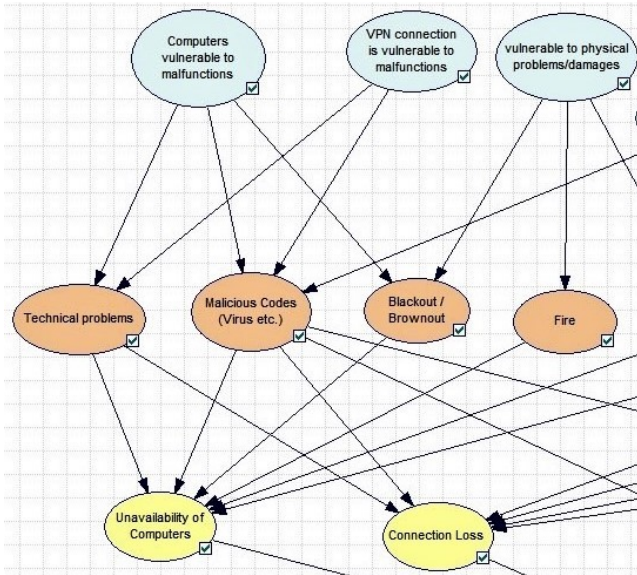 Computers
vulnerable to
malfunctions
VPN connection
is vulnerable to
malfunctions
vulnerable to physical
problems/damages
Technical problems
Malicious Codes
(Virus etc.)
Blackout /
Brownout
Fire
Unavailability of
Computers
Connection Loss